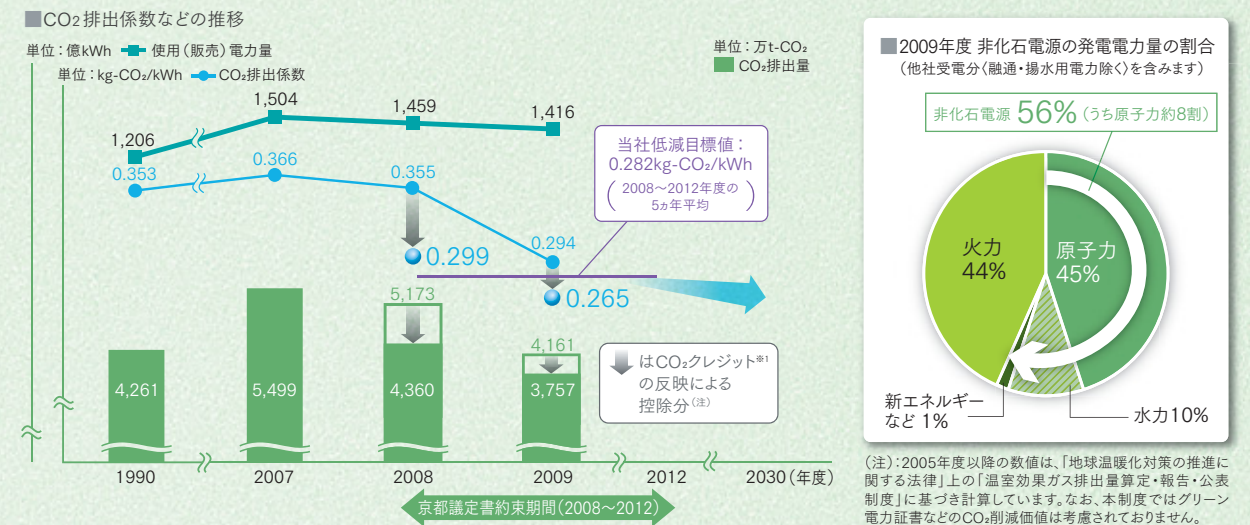 ■CO₂排出係数などの推移
単位：億kWh 使用（販売）電力量
単位：kg-CO₂/kWh CO₂排出係数
単位：万t-CO₂
CO₂排出量
1,206
1,504
1,459
1,416
0.353
0.366
0.355
0.294
0.299
0.265
当社低減目標値：
0.282kg-CO₂/kWh
（2008〜2012年度の
5ヵ年平均）
4,261
5,499
5,173
4,360
4,161
3,757
はCO₂クレジット※1
の反映による
控除分（注）
1990
2007
2008
2009
2012
2030（年度）
京都議定書約束期間（2008〜2012）
■2009年度 非化石電源の発電電力量の割合
（他社受電分〈融通・揚水用電力除く〉を含みます）
非化石電源 56%（うち原子力約8割）
火力
44%
原子力
45%
新エネルギー
など 1%
水力10%
（注）：2005年度以降の数値は、「地球温暖化対策の推進に
関する法律」上の「温室効果ガス排出量算定・報告・公表
制度」に基づき計算しています。なお、本制度ではグリーン
電力証書などのCO₂削減価値は考慮されておりません。